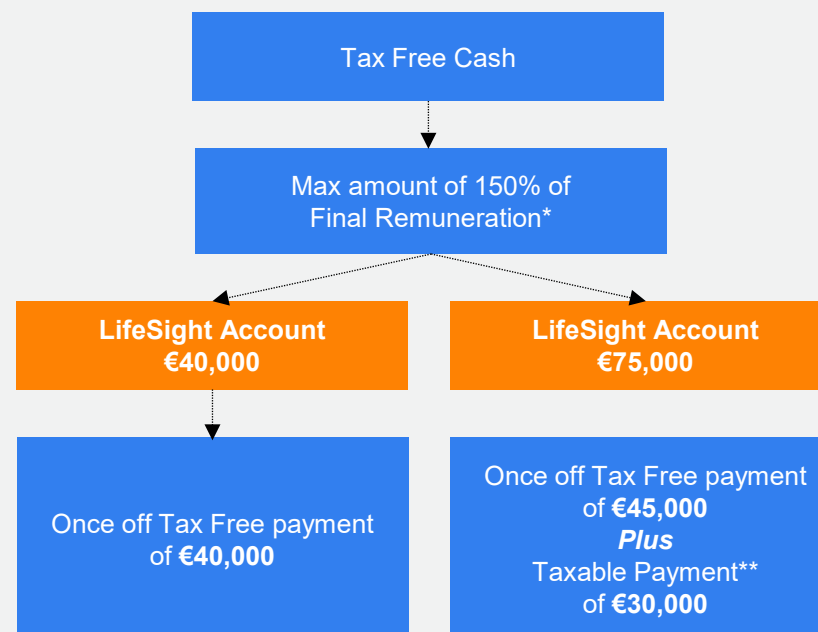 Tax Free Cash
Max amount of 150% of
Final Remuneration*
LifeSight Account
€40,000
LifeSight Account
€75,000
Once off Tax Free payment
of €40,000
Once off Tax Free payment
of €45,000
Plus
Taxable Payment**
of €30,000